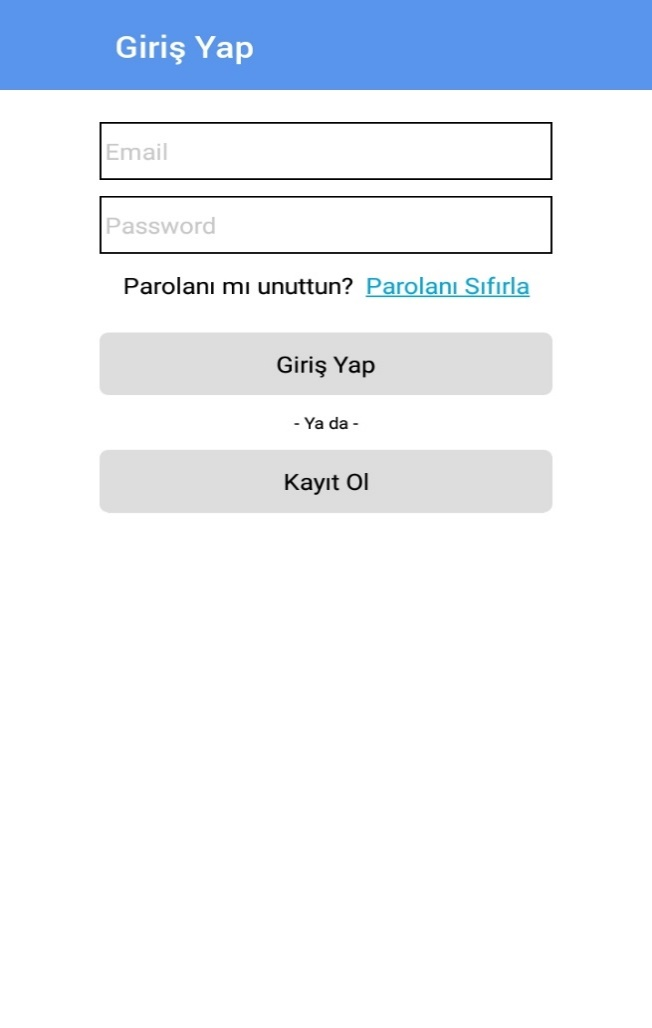 Giriş Yap
Email
Password
Parolanı mı unuttun? Parolanı Sıfırla
Giriş Yap
- Ya da -
Kayıt Ol